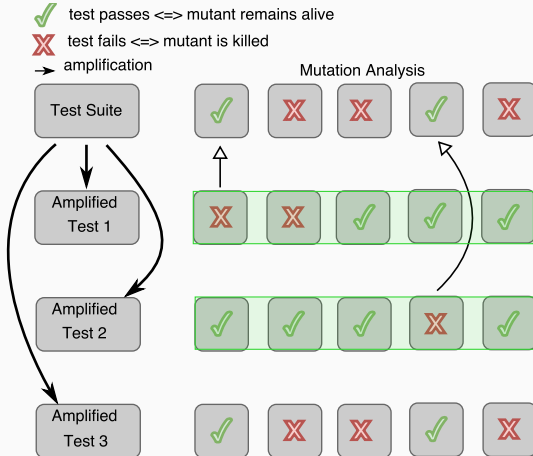 test passes <=> mutant remains alive
test fails <=> mutant is killed
amplification
Mutation Analysis
Test Suite
Amplified
Test 1
Amplified
Test 2
Amplified
Test 3